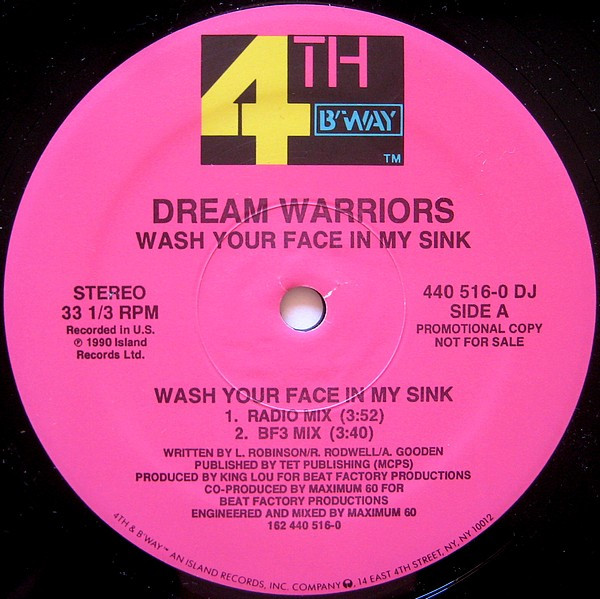 4TH
B'WAY
TM
DREAM WARRIORS
WASH YOUR FACE IN MY SINK
STEREO
33 1/3 RPM
Recorded in U.S.
℗ 1990 Island
Records Ltd.
440 516-0 DJ
SIDE A
PROMOTIONAL COPY
NOT FOR SALE
WASH YOUR FACE IN MY SINK
1. RADIO MIX (3:52)
2. BF3 MIX (3:40)
WRITTEN BY L. ROBINSON/R. RODWELL/A. GOODEN
PUBLISHED BY TET PUBLISHING (MCPS)
PRODUCED BY KING LOU FOR BEAT FACTORY PRODUCTIONS
CO-PRODUCED BY MAXIMUM 60 FOR
BEAT FACTORY PRODUCTIONS
ENGINEERED AND MIXED BY MAXIMUM 60
162 440 516-0
4TH & B'WAY™ AN ISLAND RECORDS, INC. COMPANY, 14 EAST 4TH STREET, NY, NY 10012